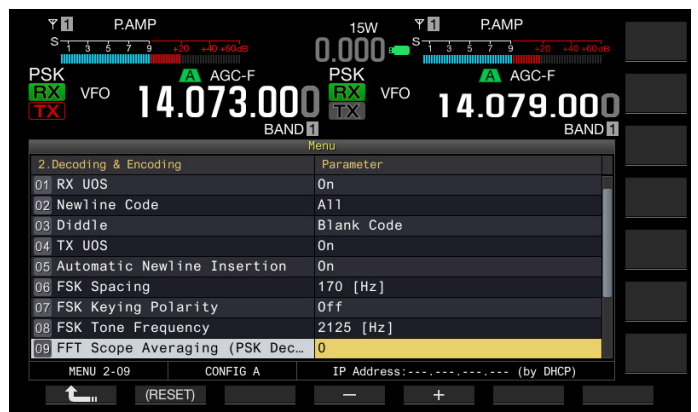 1 P.AMP 15W 1 P.AMP
S 1 3 5 7 9 +20 +40 +60dB 0.000 S 1 3 5 7 9 +20 +40 +60dB
PSK A AGC-F PSK A AGC-F
RX VFO 14.073.000 RX VFO 14.079.000
TX TX
BAND 1 BAND 1
Menu
2.Decoding & Encoding Parameter
01 RX UOS On
02 Newline Code All
03 Diddle Blank Code
04 TX UOS On
05 Automatic Newline Insertion On
06 FSK Spacing 170 [Hz]
07 FSK Keying Polarity Off
08 FSK Tone Frequency 2125 [Hz]
09 FFT Scope Averaging (PSK Dec… 0
MENU 2-09 CONFIG A IP Address:---.---.---.--- (by DHCP)
(RESET) − +